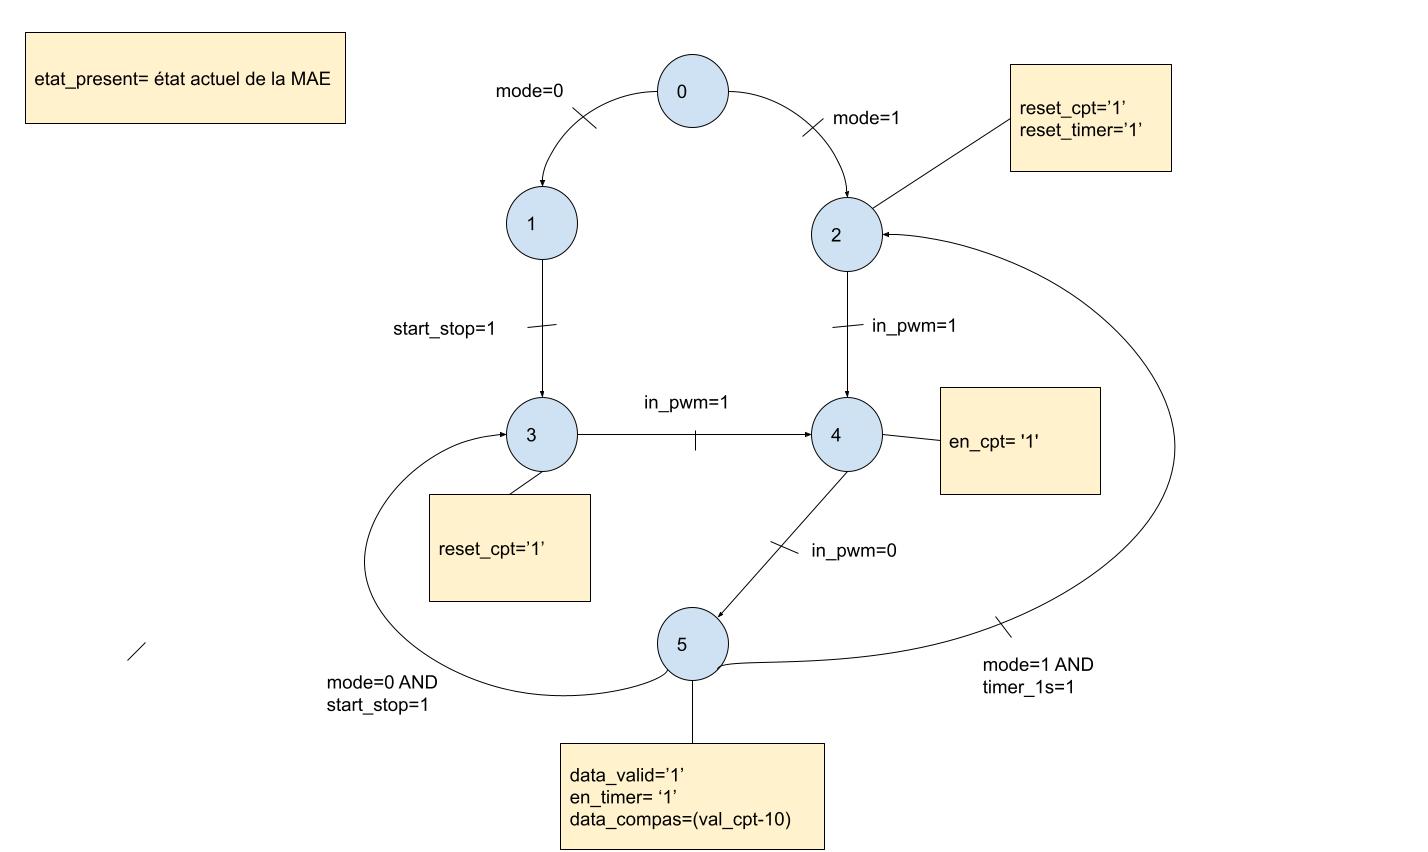 etat_present= état actuel de la MAE
0
mode=0
mode=1
reset_cpt=’1’
reset_timer=’1’
1
2
start_stop=1
in_pwm=1
in_pwm=1
3
4
en_cpt= '1'
reset_cpt=’1’
in_pwm=0
5
mode=0 AND
start_stop=1
mode=1 AND
timer_1s=1
data_valid=’1’
en_timer= ‘1’
data_compas=(val_cpt-10)